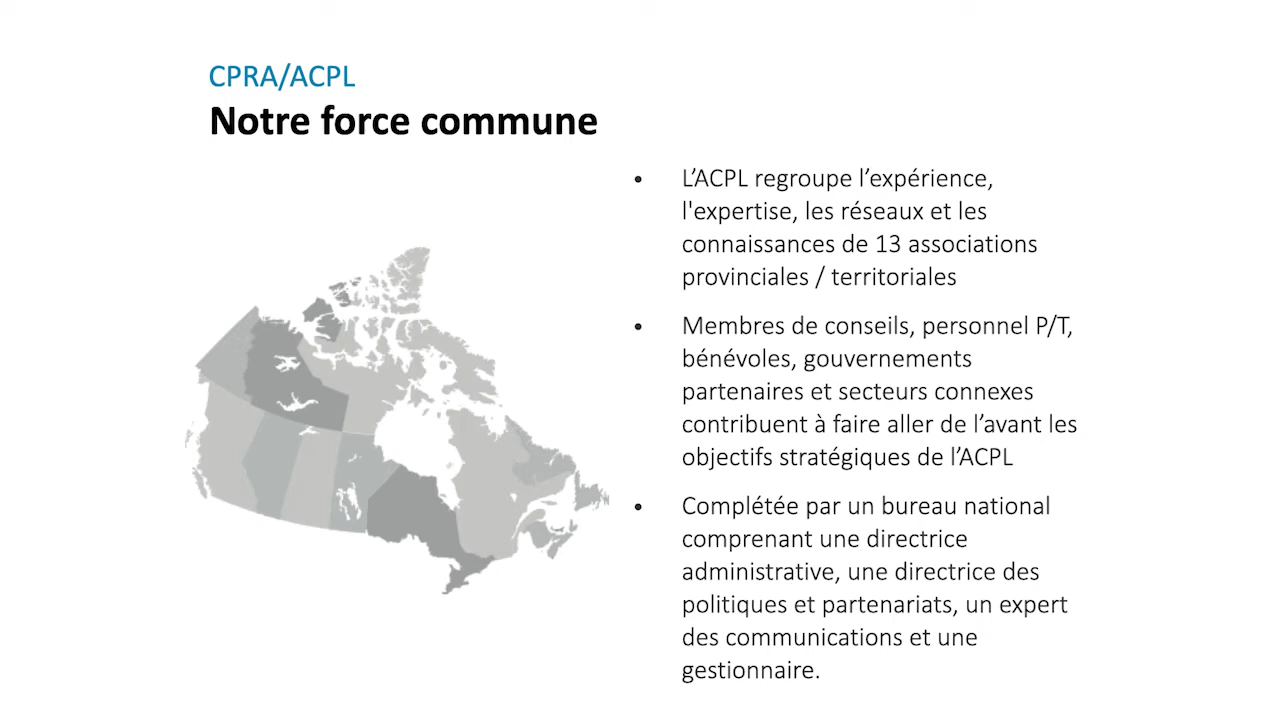 CPRA/ACPL
Notre force commune
• L’ACPL regroupe l’expérience,
l'expertise, les réseaux et les
connaissances de 13 associations
provinciales / territoriales
• Membres de conseils, personnel P/T,
bénévoles, gouvernements
partenaires et secteurs connexes
contribuent à faire aller de l’avant les
objectifs stratégiques de l’ACPL
• Complétée par un bureau national
comprenant une directrice
administrative, une directrice des
politiques et partenariats, un expert
des communications et une
gestionnaire.